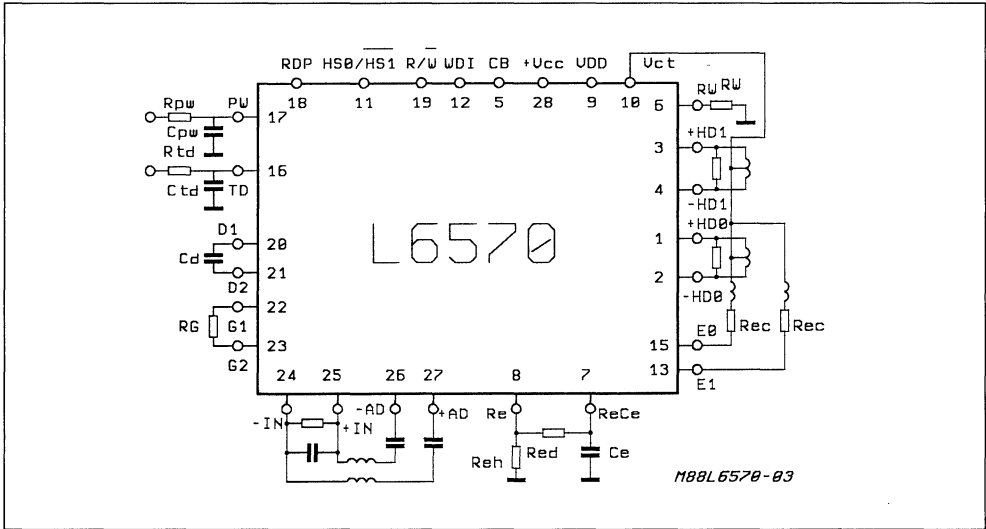 RDP HS0/HS1 R/W WDI CB +Vcc VDD Vct
18 11 19 12 5 28 9 10
Rpw PW 17
Cpw
Rtd 16
Ctd TD
D1 20
Cd 21
D2
22
RG G1
23
G2
L6570
6 RW RW
3 +HD1
4
-HD1
+HD0
1
2
-HD0
15 E0 Rec Rec
13 E1
24 25 26 27 8 7
-IN +IN -AD +AD Re ReCe
Reh Red Ce
M88L6570-03